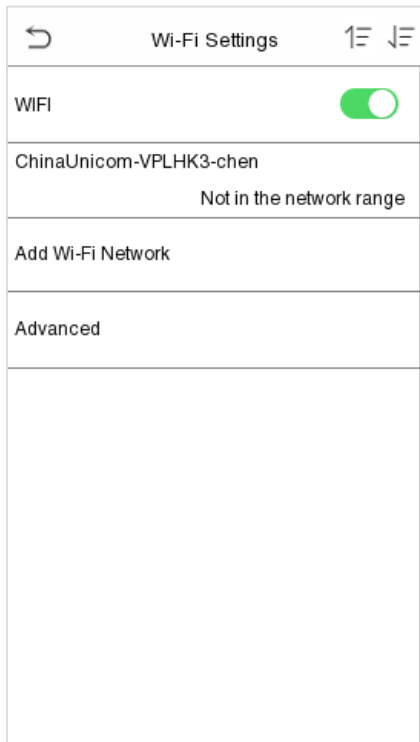 Wi-Fi Settings
WIFI
ChinaUnicom-VPLHK3-chen
Not in the network range
Add Wi-Fi Network
Advanced